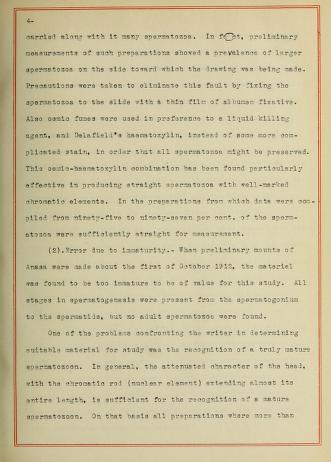 4-
carried along with it many spermatozoa. In fact, preliminary
measurements of such preparations showed a prevalence of larger
spermatozoa on the side toward which the drawing was being made.
Precautions were taken to eliminate this fault by fixing the
spermatozoa to the slide with a thin film of albumen fixative.
Also osmic fumes were used in preference to a liquid killing
agent, and Delafield's haematoxylin, instead of some more com-
plicated stain, in order that all spermatozoa might be preserved.
This osmic-haematoxylin combination has been found particularly
effective in producing straight spermatozoa with well-marked
chromatic elements. In the preparations from which data were com-
piled from ninety-five to ninety-seven per cent. of the sperm-
atozoa were sufficiently straight for measurement.
(2).Error due to immaturity.- When preliminary mounts of
Anasa were made about the first of October 1912, the material
was found to be too immature to be of value for this study. All
stages in spermatogenesis were present from the spermatogonium
to the spermatids, but no adult spermatozoa were found.
One of the problems confronting the writer in determining
suitable material for study was the recognition of a truly mature
spermatozoon. In general, the attenuated character of the head,
with the chromatic rod (nuclear element) extending almost its
entire length, is sufficient for the recognition of a mature
spermatozoon. On that basis all preparations where more than